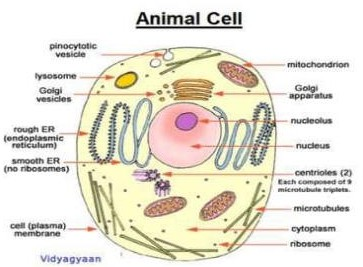 Animal Cell
pinocytotic
vesicle
lysosome
Golgi
vesicles
rough ER
(endoplasmic
reticulum)
smooth ER
(no ribosomes)
cell (plasma)
membrane
mitochondrion
Golgi
apparatus
nucleolus
nucleus
centrioles (2)
Each composed of 9
microtubule triplets.
microtubules
cytoplasm
ribosome
Vidyagyaan